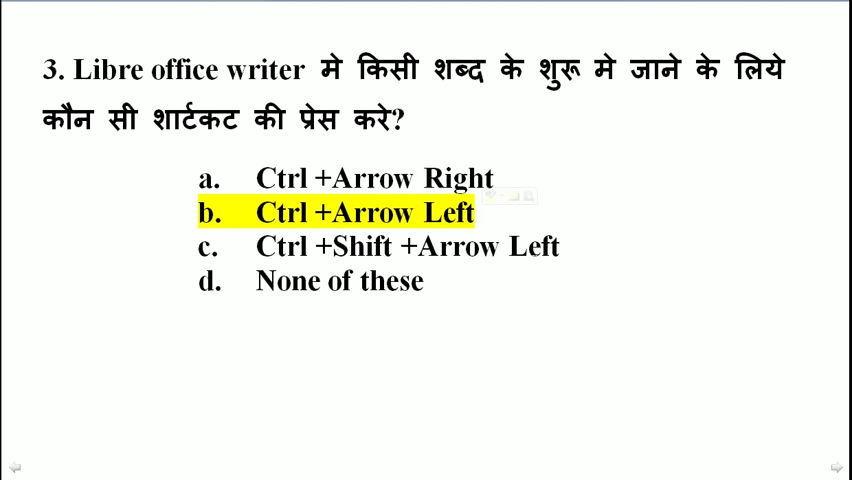 3. Libre office writer मे किसी शब्द के शुरू मे जाने के लिये
कौन सी शार्टकट की प्रेस करे?
a. Ctrl +Arrow Right
b. Ctrl +Arrow Left
c. Ctrl +Shift +Arrow Left
d. None of these